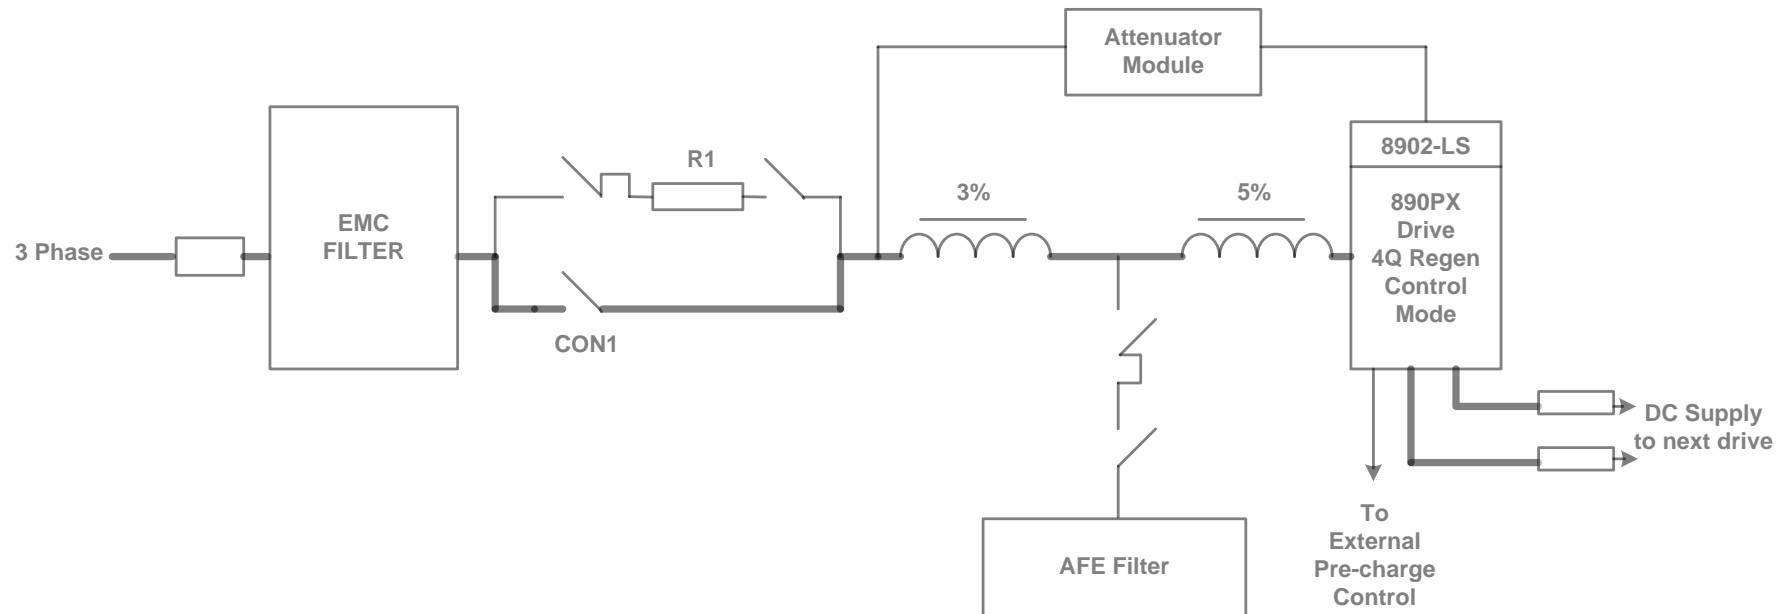 Attenuator
Module
8902-LS
R1
3%
5%
890PX
Drive
4Q Regen
Control
Mode
EMC
FILTER
3 Phase
CON1
DC Supply
to next drive
To
External
Pre-charge
Control
AFE Filter